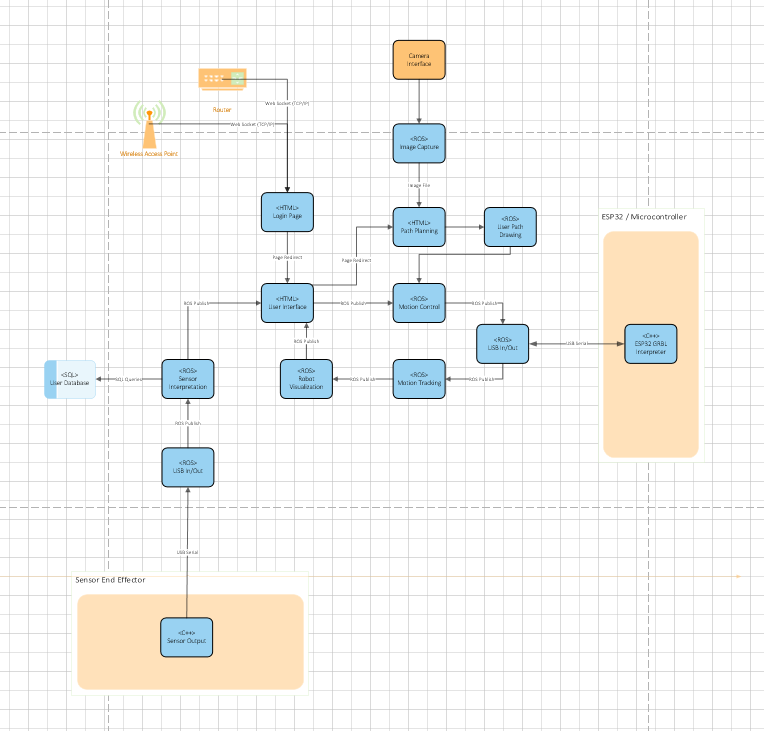 Camera
Interface
Web Socket (TCP/IP)
Router
Web Socket (TCP/IP)
Wireless Access Point
<ROS>
Image Capture
Image File
<HTML>
Login Page
<HTML>
Path Planning
<ROS>
User Path
Drawing
ESP32 / Microcontroller
Page Redirect
Page Redirect
ROS Publish
<HTML>
User Interface
ROS Publish
<ROS>
Motion Control
ROS Publish
<ROS>
USB In/Out
USB Serial
<C++>
ESP32 GRBL
Interpreter
ROS Publish
<SQL>
User Database
SQL Queries
<ROS>
Sensor
Interpretation
<ROS>
Robot
Visualization
ROS Publish
<ROS>
Motion Tracking
ROS Publish
ROS Publish
<ROS>
USB In/Out
USB Serial
Sensor End Effector
<C++>
Sensor Output